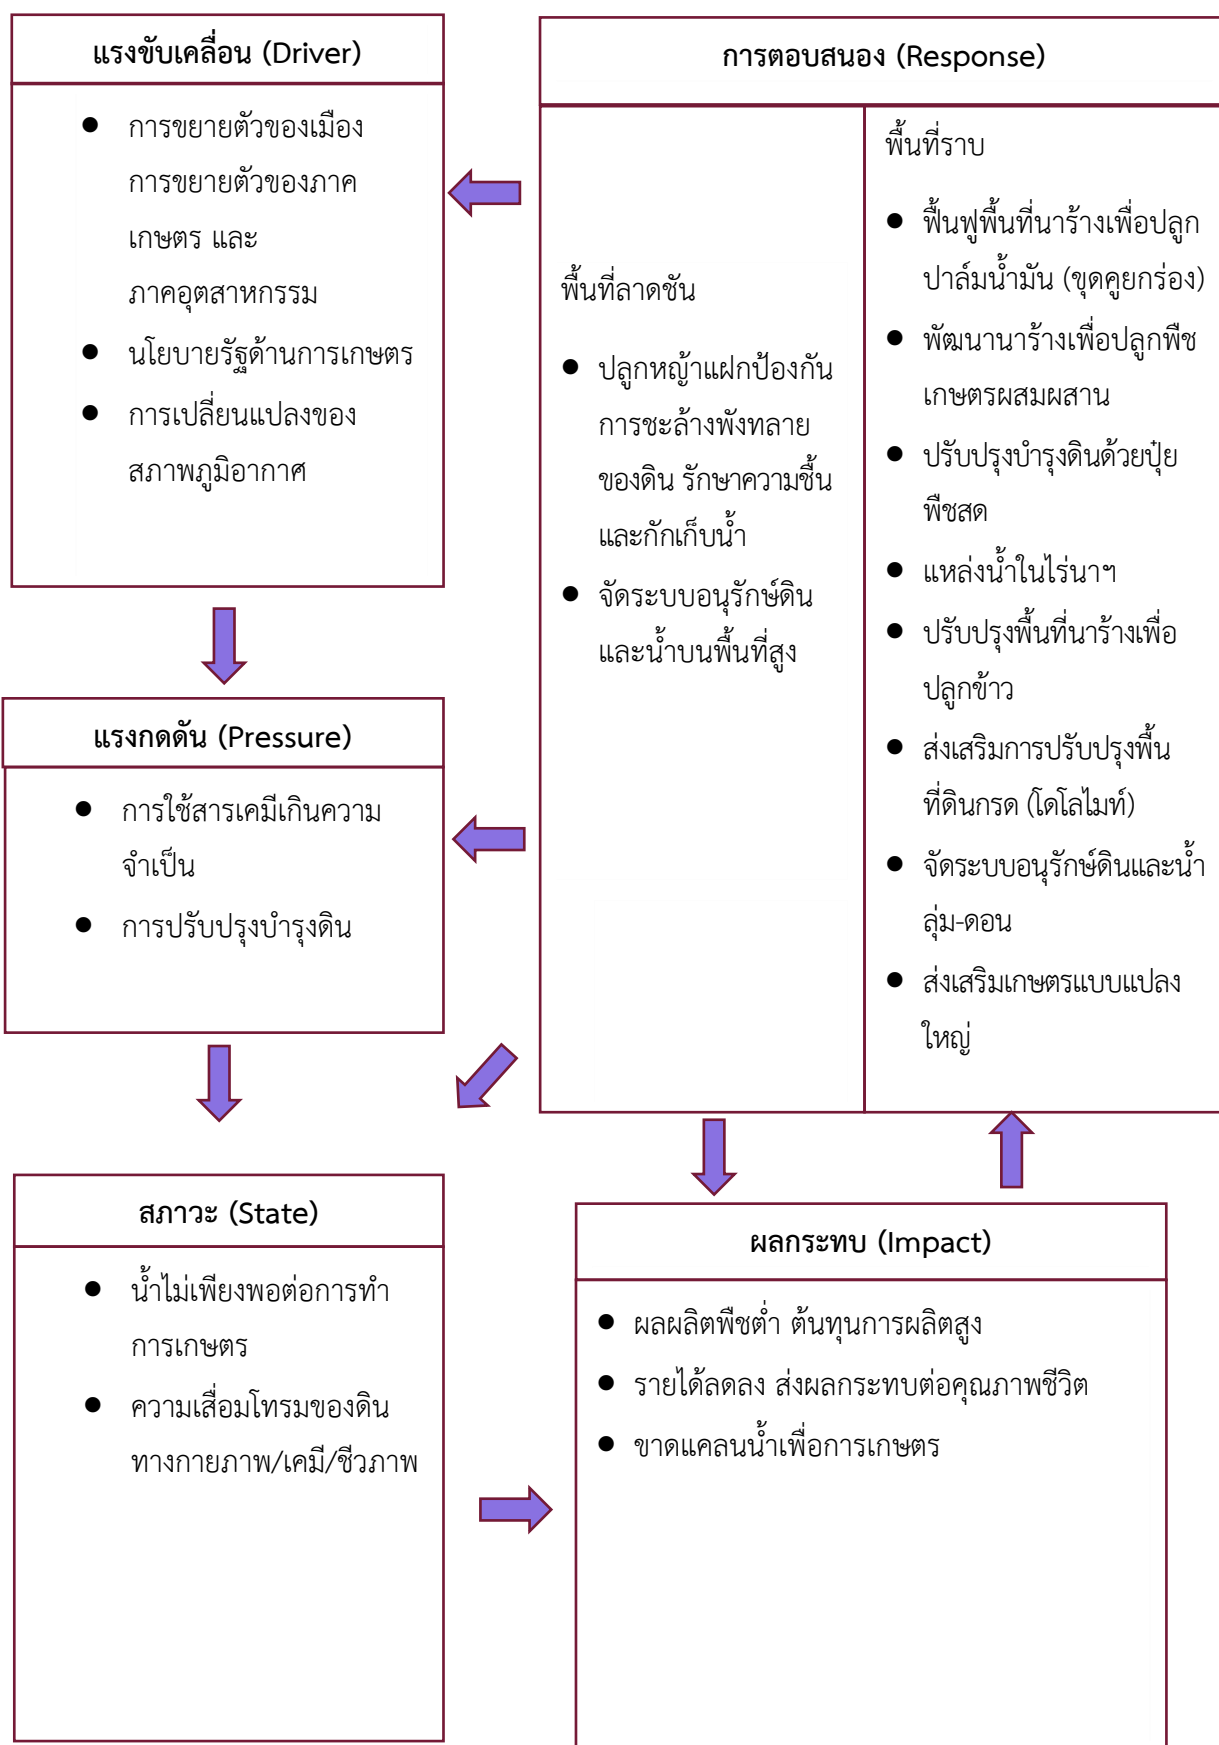 แรงขับเคลื่อน (Driver)
● การขยายตัวของเมือง
การขยายตัวของภาค
เกษตร และ
ภาคอุตสาหกรรม
● นโยบายรัฐด้านการเกษตร
● การเปลี่ยนแปลงของ
สภาพภูมิอากาศ
แรงกดดัน (Pressure)
● การใช้สารเคมีเกินความ
จำเป็น
● การปรับปรุงบำรุงดิน
สภาวะ (State)
● น้ำไม่เพียงพอต่อการทำ
การเกษตร
● ความเสื่อมโทรมของดิน
ทางกายภาพ/เคมี/ชีวภาพ
การตอบสนอง (Response)
พื้นที่ลาดชัน
● ปลูกหญ้าแฝกป้องกัน
การชะล้างพังทลาย
ของดิน รักษาความชื้น
และกักเก็บน้ำ
● จัดระบบอนุรักษ์ดิน
และน้ำบนพื้นที่สูง
พื้นที่ราบ
● ฟื้นฟูพื้นที่นาร้างเพื่อปลูก
ปาล์มน้ำมัน (ขุดคูยกร่อง)
● พัฒนานาร้างเพื่อปลูกพืช
เกษตรผสมผสาน
● ปรับปรุงบำรุงดินด้วยปุ๋ย
พืชสด
● แหล่งน้ำในไร่นาฯ
● ปรับปรุงพื้นที่นาร้างเพื่อ
ปลูกข้าว
● ส่งเสริมการปรับปรุงพื้น
ที่ดินกรด (โดโลไมท์)
● จัดระบบอนุรักษ์ดินและน้ำ
ลุ่ม-ดอน
● ส่งเสริมเกษตรแบบแปลง
ใหญ่
ผลกระทบ (Impact)
● ผลผลิตพืชต่ำ ต้นทุนการผลิตสูง
● รายได้ลดลง ส่งผลกระทบต่อคุณภาพชีวิต
● ขาดแคลนน้ำเพื่อการเกษตร